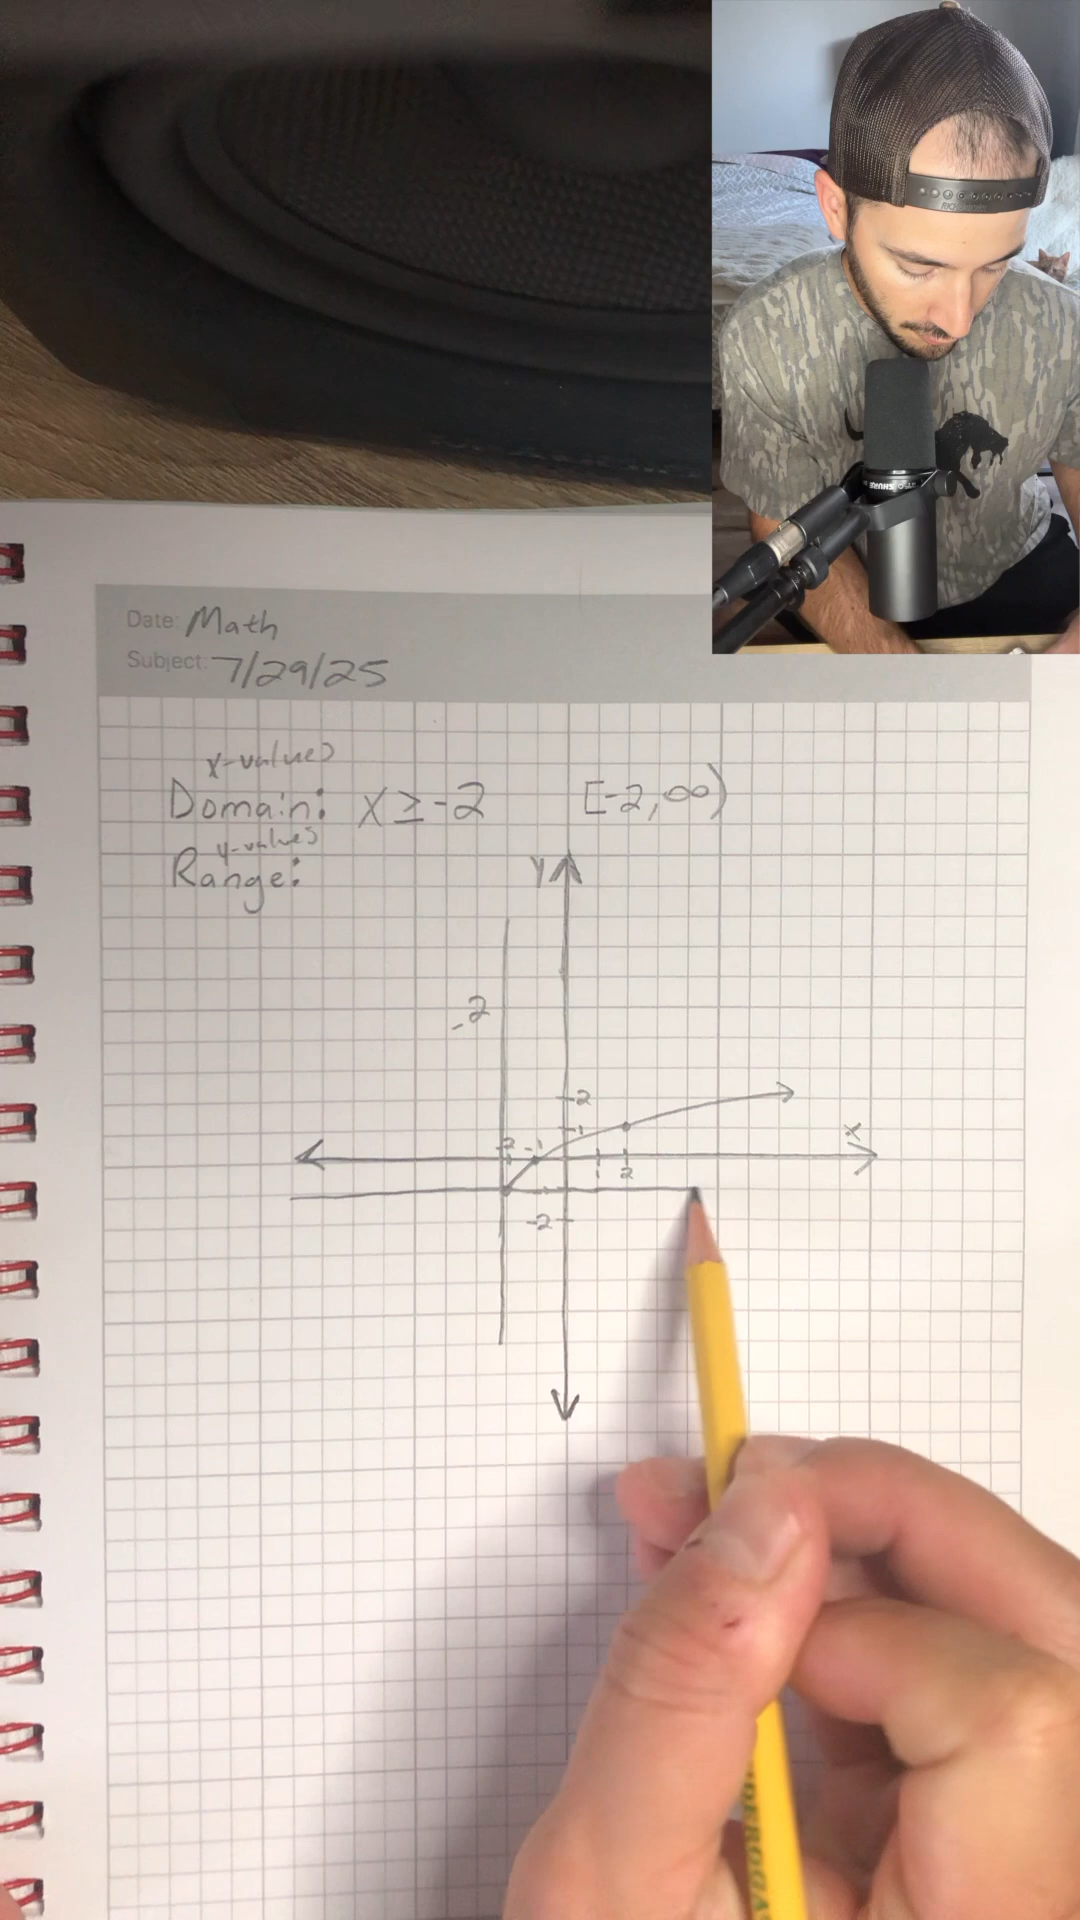 Date: Math
Subject: 7/29/25
x-values
Domain: x ≥ -2 [-2, ∞)
y-values
Range:
y
-2
2
1
x
-2 -1
1 2
-2
SHURE